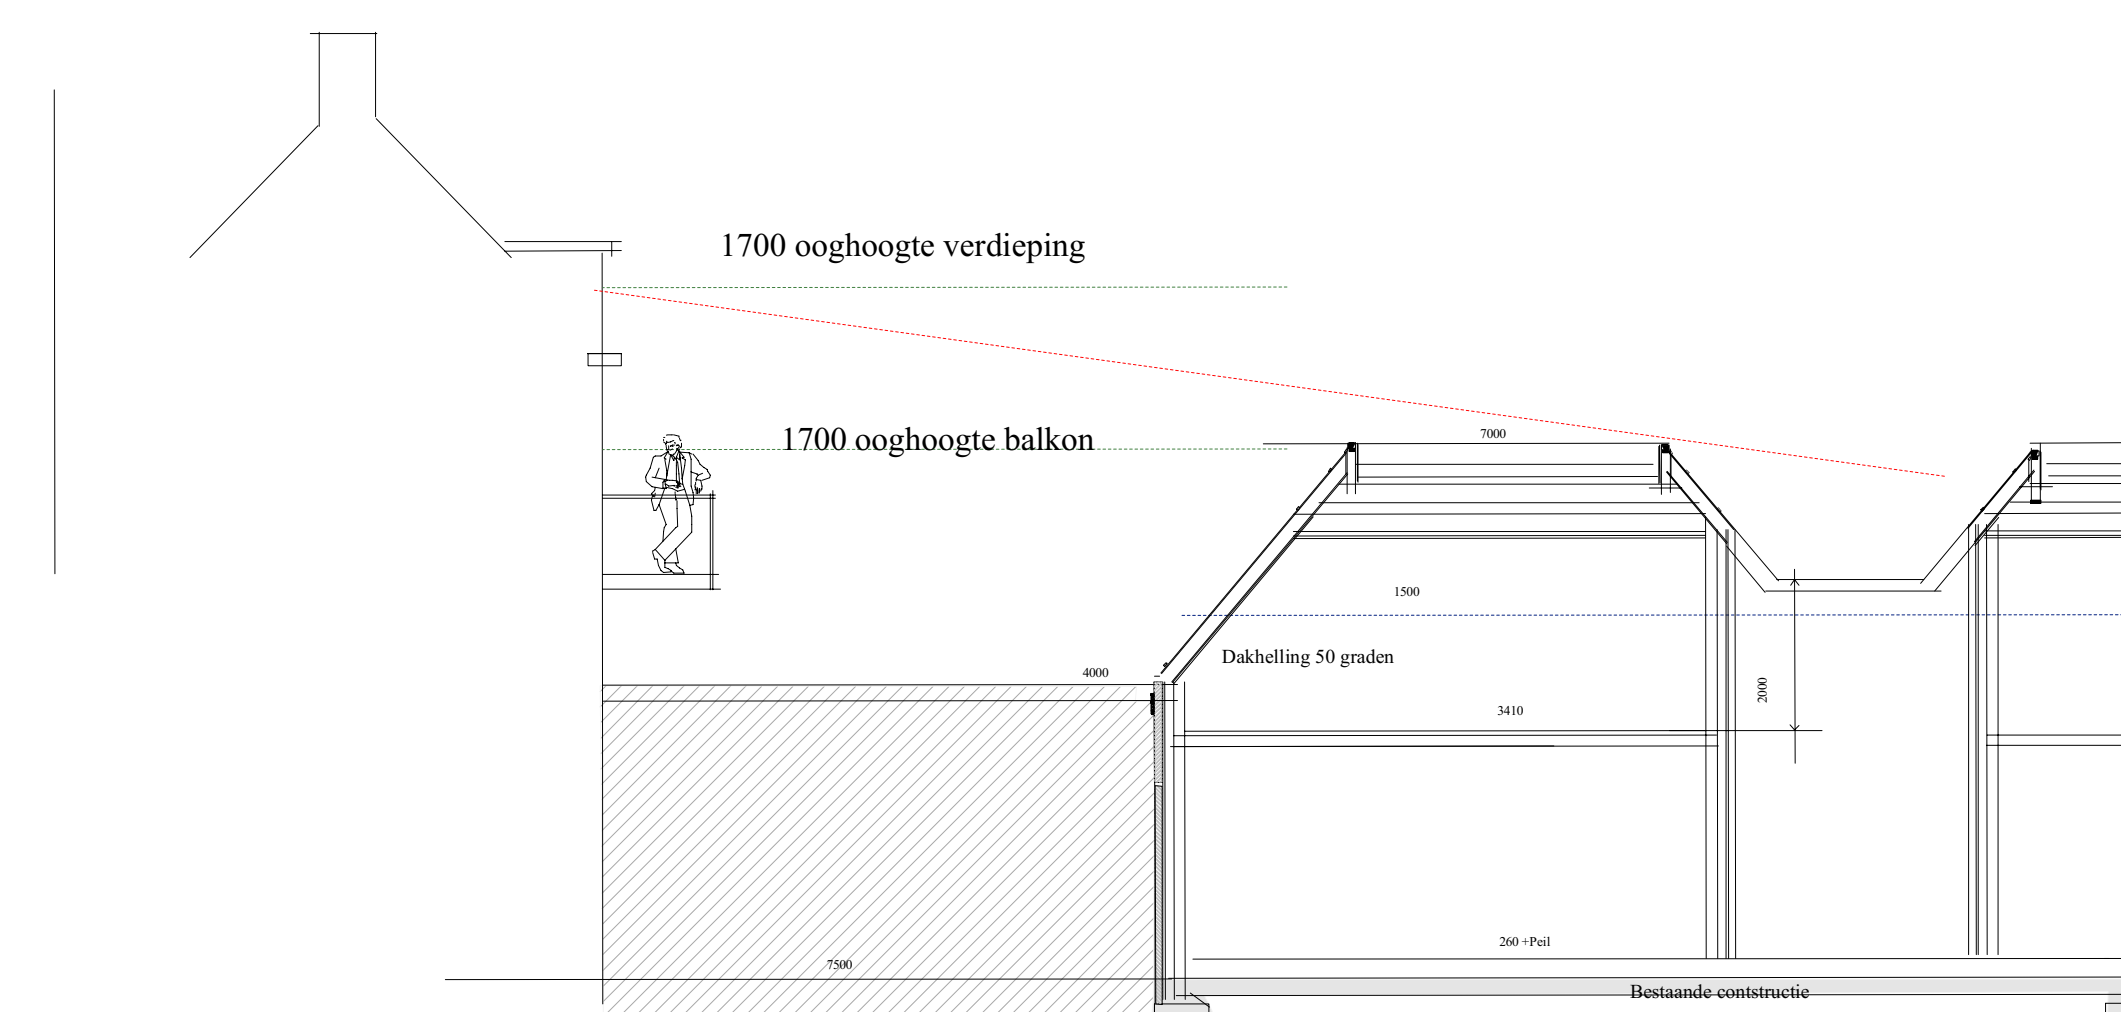 1700 ooghoogte verdieping
1700 ooghoogte balkon
7000
1500
Dakhelling 50 graden
4000
2000
3410
260 +Peil
7500
Bestaande contstructie